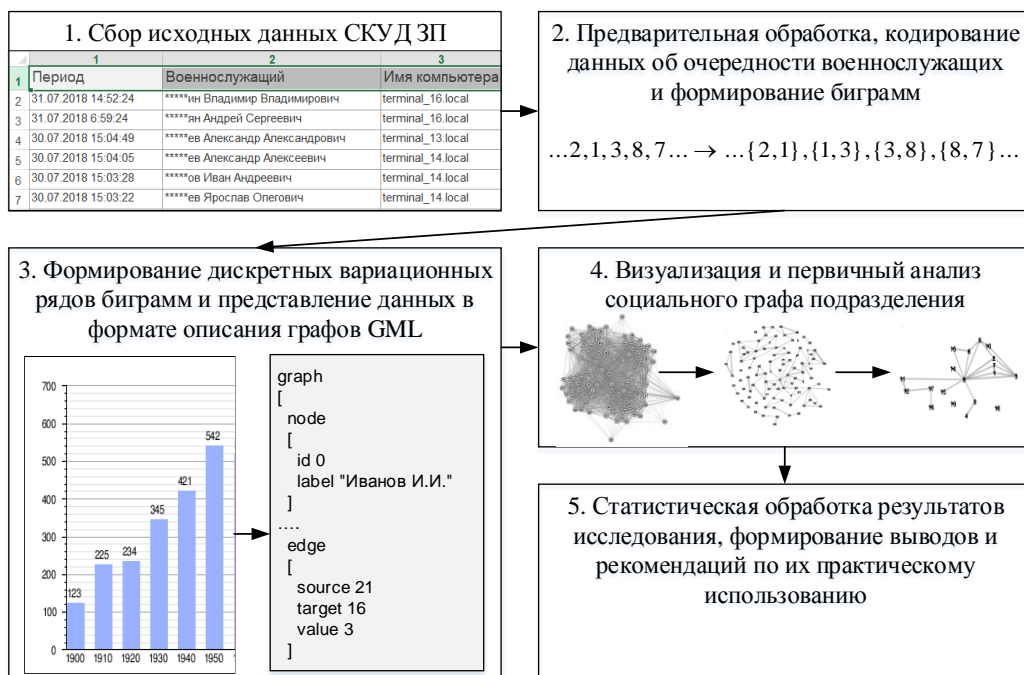 1. Сбор исходных данных СКУД ЗП
1 2 3
1 Период Военнослужащий Имя компьютера
2 31.07.2018 14:52:24 *****ин Владимир Владимирович terminal_16.local
3 31.07.2018 6:59:24 *****ян Андрей Сергеевич terminal_16.local
4 30.07.2018 15:04:49 *****ев Александр Александрович terminal_13.local
5 30.07.2018 15:04:05 *****ев Александр Алексеевич terminal_14.local
6 30.07.2018 15:03:28 *****ов Иван Андреевич terminal_14.local
7 30.07.2018 15:03:22 *****ев Ярослав Олегович terminal_14.local
2. Предварительная обработка, кодирование
данных об очередности военнослужащих
и формирование биграмм
…2,1,3,8,7… → …{2,1},{1,3},{3,8},{8,7}…
3. Формирование дискретных вариационных
рядов биграмм и представление данных в
формате описания графов GML
700
600
500
400
300
200
100
0
123
225
234
345
421
542
1900 1910 1920 1930 1940 1950
graph
[
node
[
id 0
label "Иванов И.И."
]
....
edge
[
source 21
target 16
value 3
]
4. Визуализация и первичный анализ
социального графа подразделения
5. Статистическая обработка результатов
исследования, формирование выводов и
рекомендаций по их практическому
использованию